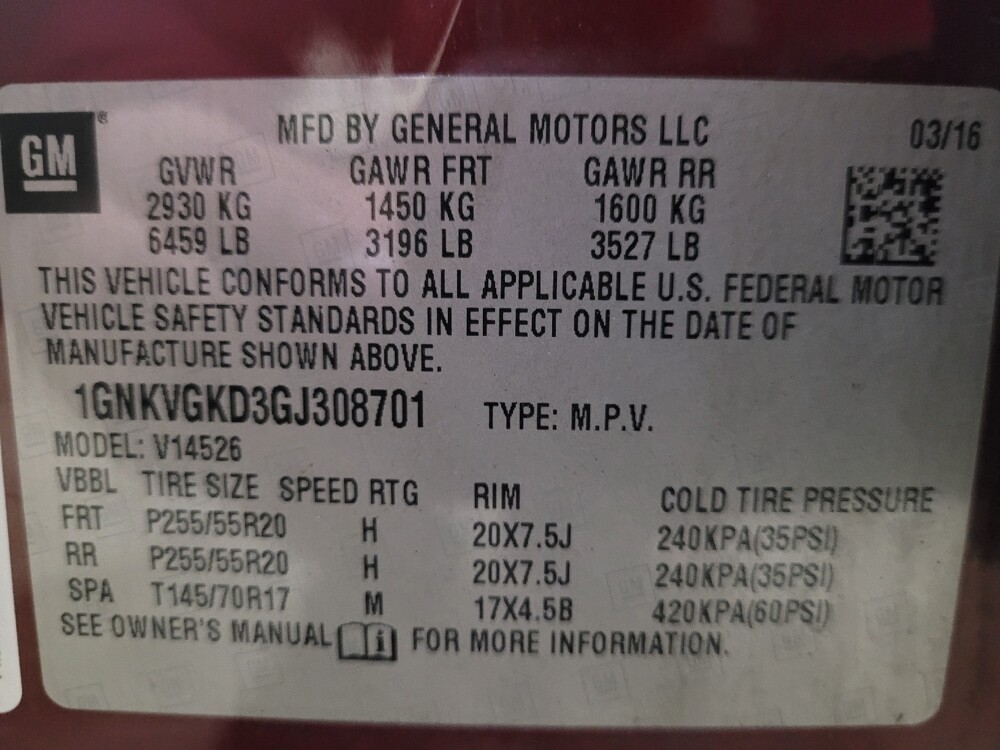 GM®
MFD BY GENERAL MOTORS LLC 03/16
GVWR GAWR FRT GAWR RR
2930 KG 1450 KG 1600 KG
6459 LB 3196 LB 3527 LB
THIS VEHICLE CONFORMS TO ALL APPLICABLE U.S. FEDERAL MOTOR
VEHICLE SAFETY STANDARDS IN EFFECT ON THE DATE OF
MANUFACTURE SHOWN ABOVE.
1GNKVGKD3GJ308701 TYPE: M.P.V.
MODEL: V14526
VBBL TIRE SIZE SPEED RTG RIM COLD TIRE PRESSURE
FRT P255/55R20 H 20X7.5J 240KPA(35PSI)
RR P255/55R20 H 20X7.5J 240KPA(35PSI)
SPA T145/70R17 M 17X4.5B 420KPA(60PSI)
SEE OWNER'S MANUAL i FOR MORE INFORMATION.